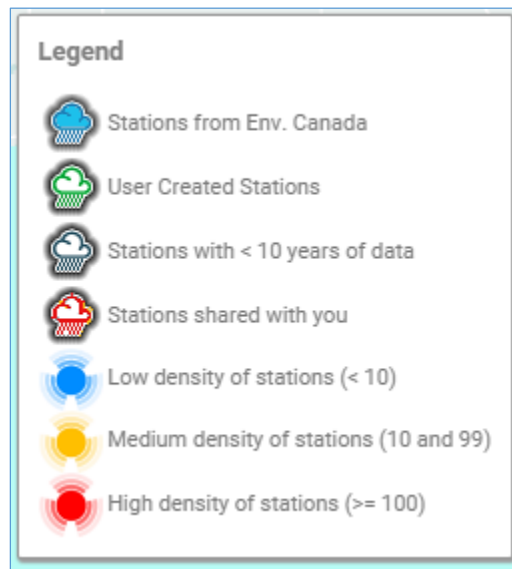 Legend
Stations from Env. Canada
User Created Stations
Stations with < 10 years of data
Stations shared with you
Low density of stations (< 10)
Medium density of stations (10 and 99)
High density of stations (>= 100)